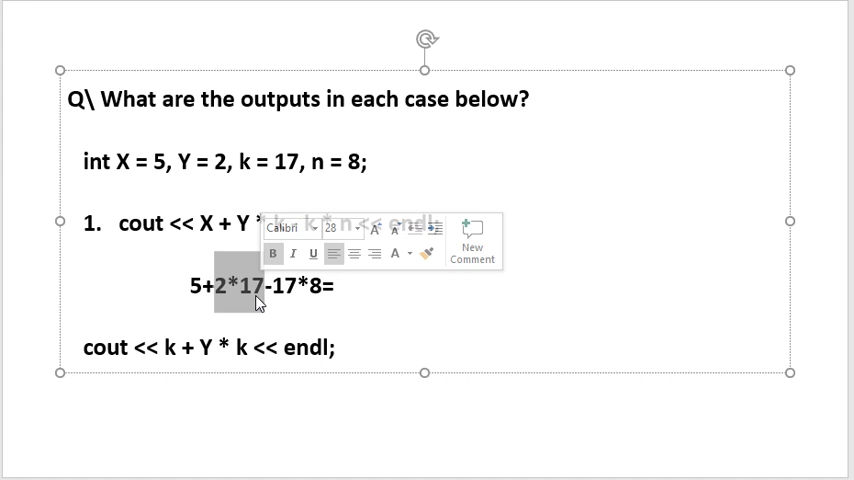 Q\ What are the outputs in each case below?
int X = 5, Y = 2, k = 17, n = 8;
1. cout << X + Y * k - k * n << endl;
Calibri 28
B I U A
New
Comment
5+2*17-17*8=
cout << k + Y * k << endl;